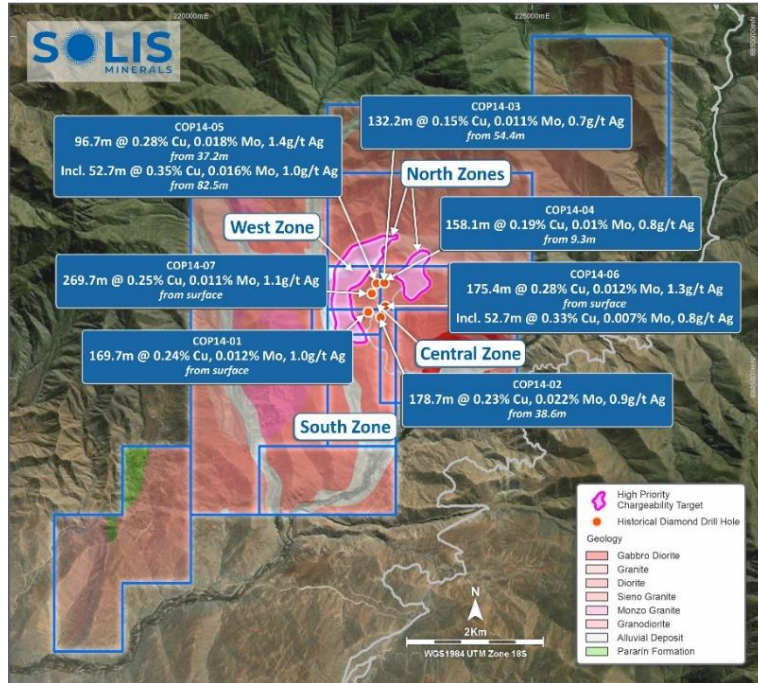 220000mE
225000mE
8850000mN
SOLIS
MINERALS
COP14-03
132.2m @ 0.15% Cu, 0.011% Mo, 0.7g/t Ag
from 54.4m
COP14-05
96.7m @ 0.28% Cu, 0.018% Mo, 1.4g/t Ag
from 37.2m
Incl. 52.7m @ 0.35% Cu, 0.016% Mo, 1.0g/t Ag
from 82.5m
North Zones
West Zone
COP14-04
158.1m @ 0.19% Cu, 0.01% Mo, 0.8g/t Ag
from 9.3m
COP14-07
269.7m @ 0.25% Cu, 0.011% Mo, 1.1g/t Ag
from surface
COP14-06
175.4m @ 0.28% Cu, 0.012% Mo, 1.3g/t Ag
from surface
Incl. 52.7m @ 0.33% Cu, 0.007% Mo, 0.8g/t Ag
COP14-01
169.7m @ 0.24% Cu, 0.012% Mo, 1.0g/t Ag
from surface
Central Zone
COP14-02
178.7m @ 0.23% Cu, 0.022% Mo, 0.9g/t Ag
from 38.6m
South Zone
High Priority
Chargeability Target
Historical Diamond Drill Hole
Geology
Gabbro Diorite
Granite
Diorite
Sieno Granite
Monzo Granite
Granodiorite
Alluvial Deposit
Pararín Formation
N
2Km
WGS1984 UTM Zone 18S